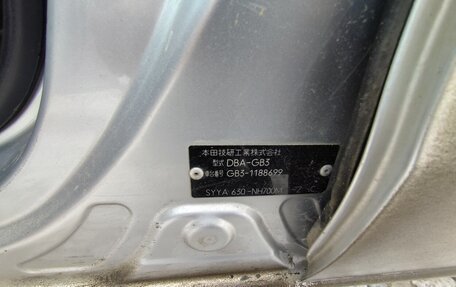 本田技研工業株式会社
型式 DBA-GB3
車台番号 GB3-1188699
SYYA 630-NH700M -2 -C